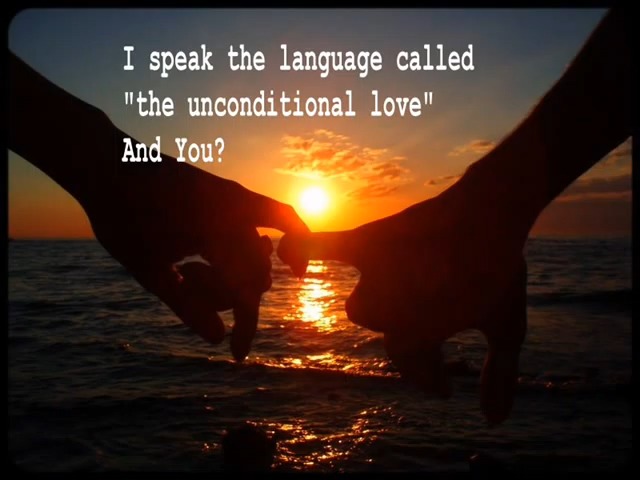 I speak the language called
"the unconditional love"
And You?